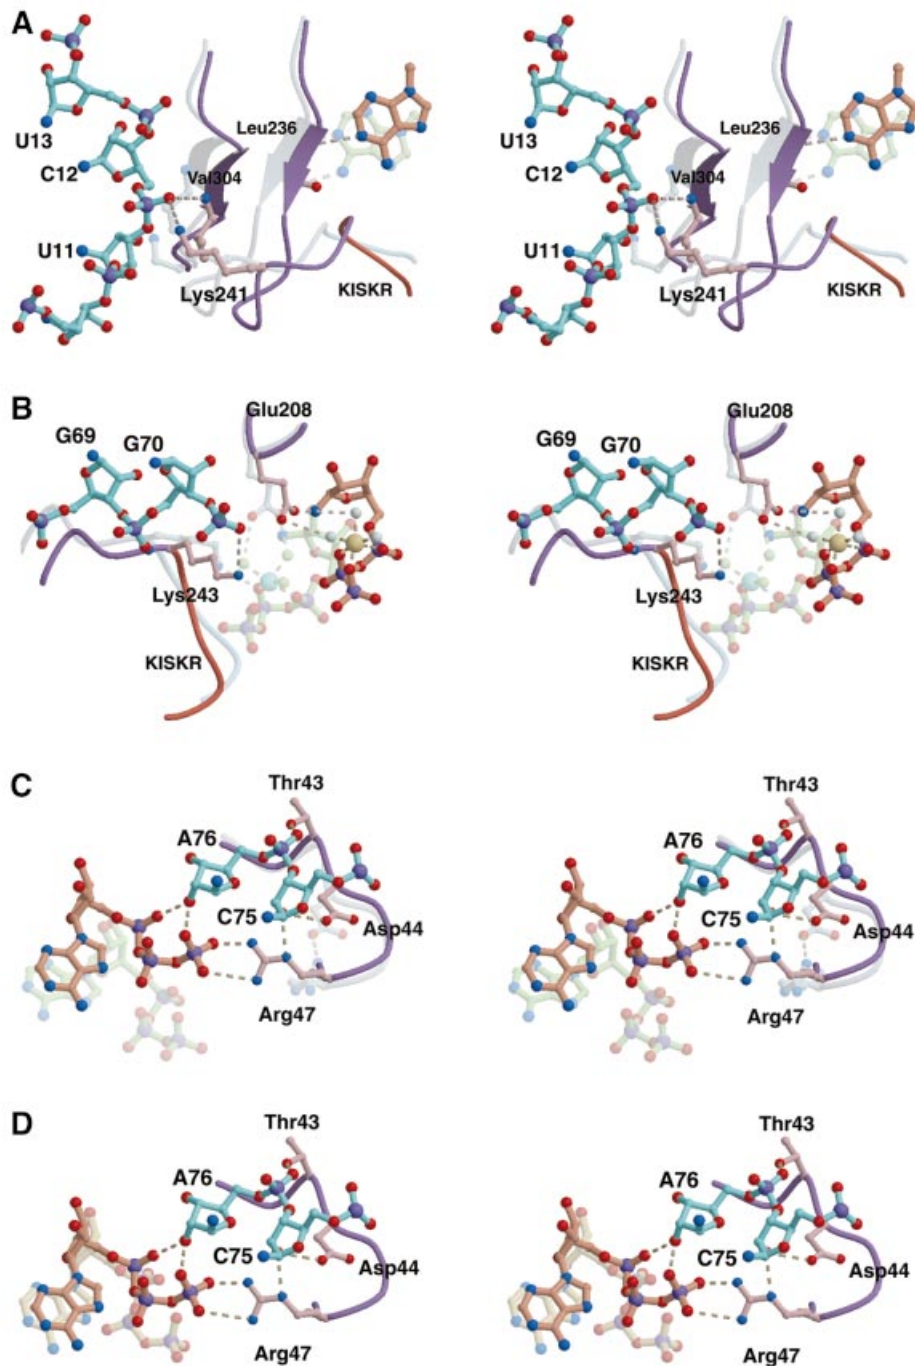 A
Leu236
Leu236
U13
U13
C12
Val304
C12
Val304
U11
U11
Lys241
KISKR
Lys241
KISKR
B
Glu208
Glu208
G69
G70
G69
G70
Lys243
Lys243
KISKR
KISKR
C
Thr43
Thr43
A76
A76
C75
Asp44
C75
Asp44
Arg47
Arg47
D
Thr43
Thr43
A76
A76
C75
Asp44
C75
Asp44
Arg47
Arg47